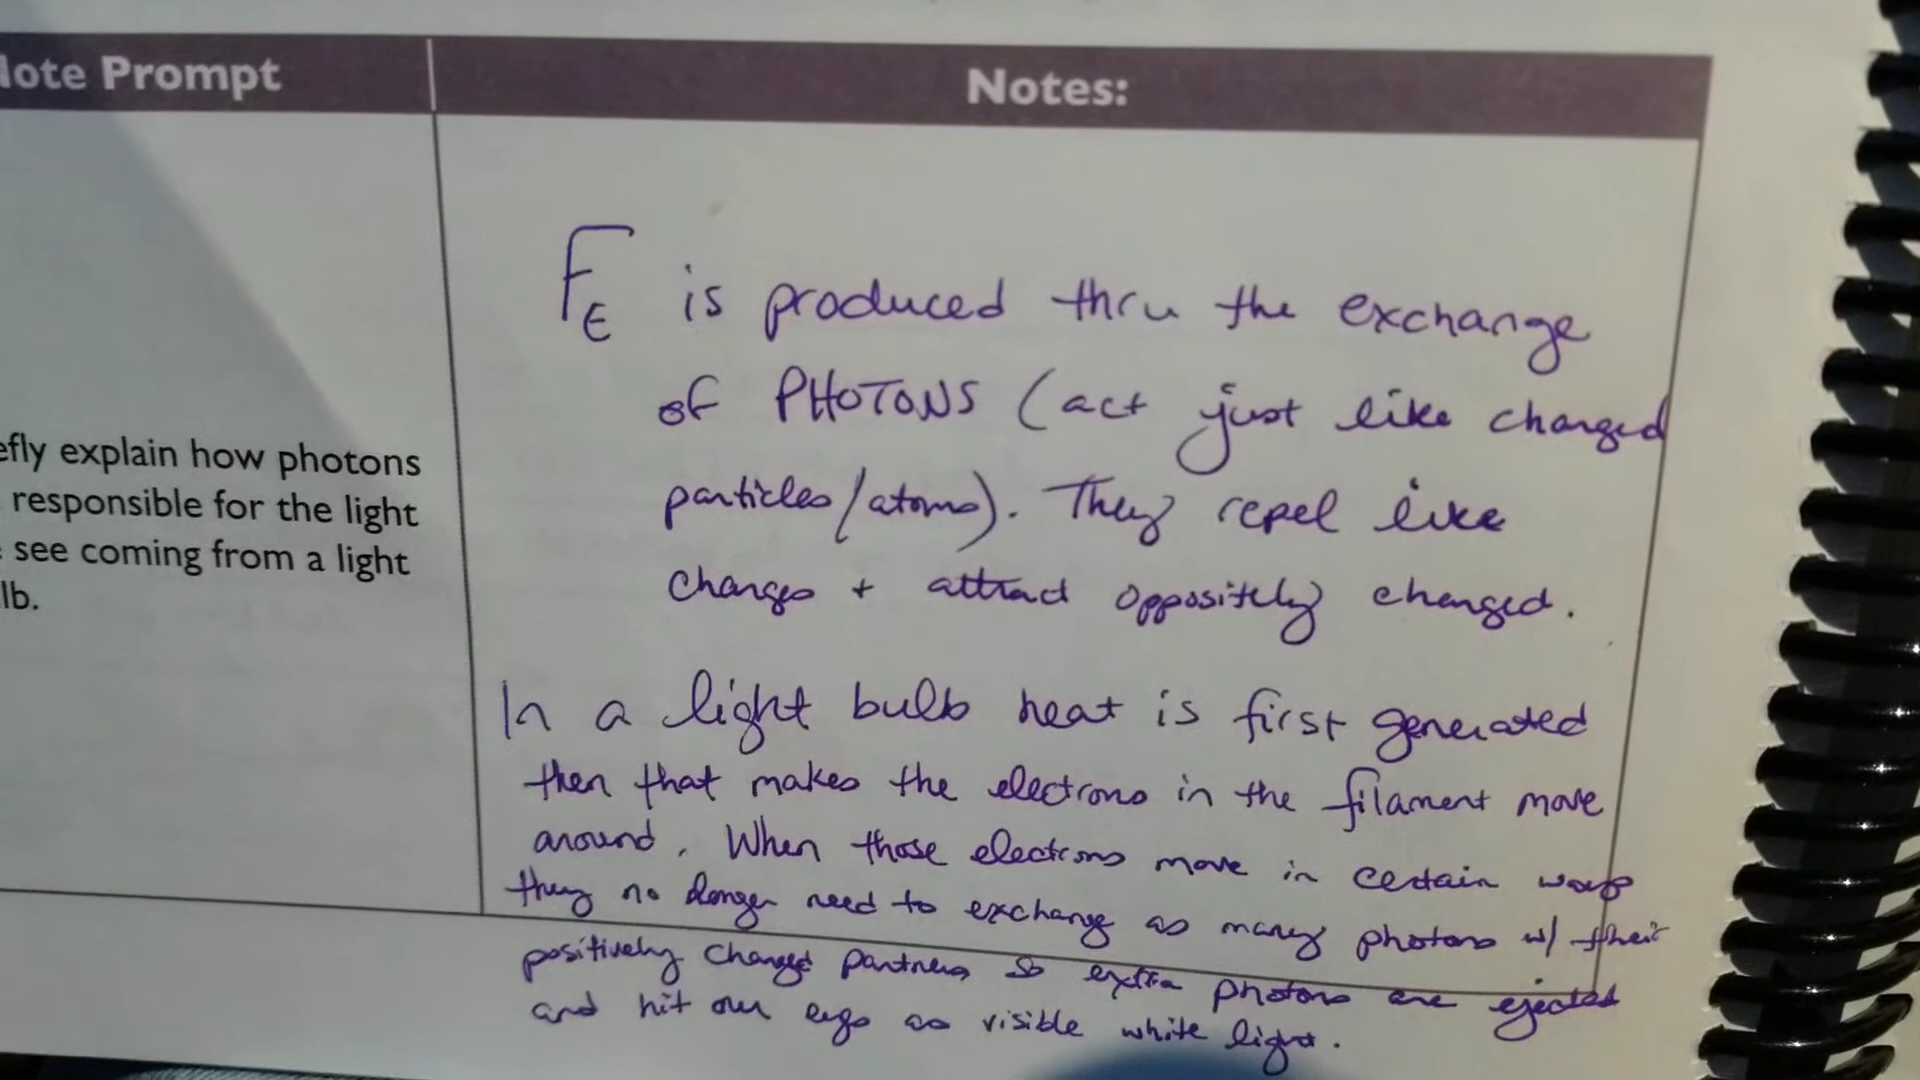 Note Prompt
Notes:
efly explain how photons
responsible for the light
see coming from a light
lb.
FE is produced thru the exchange
of PHOTONS (act just like charged
particles/atoms). They repel like
charges + attract oppositely charged.
In a light bulb heat is first generated
then that makes the electrons in the filament move
around. When those electrons move in certain ways
they no longer need to exchange as many photons w/ their
positively charged partners so extra photons are ejected
and hit our eyes as visible white light.